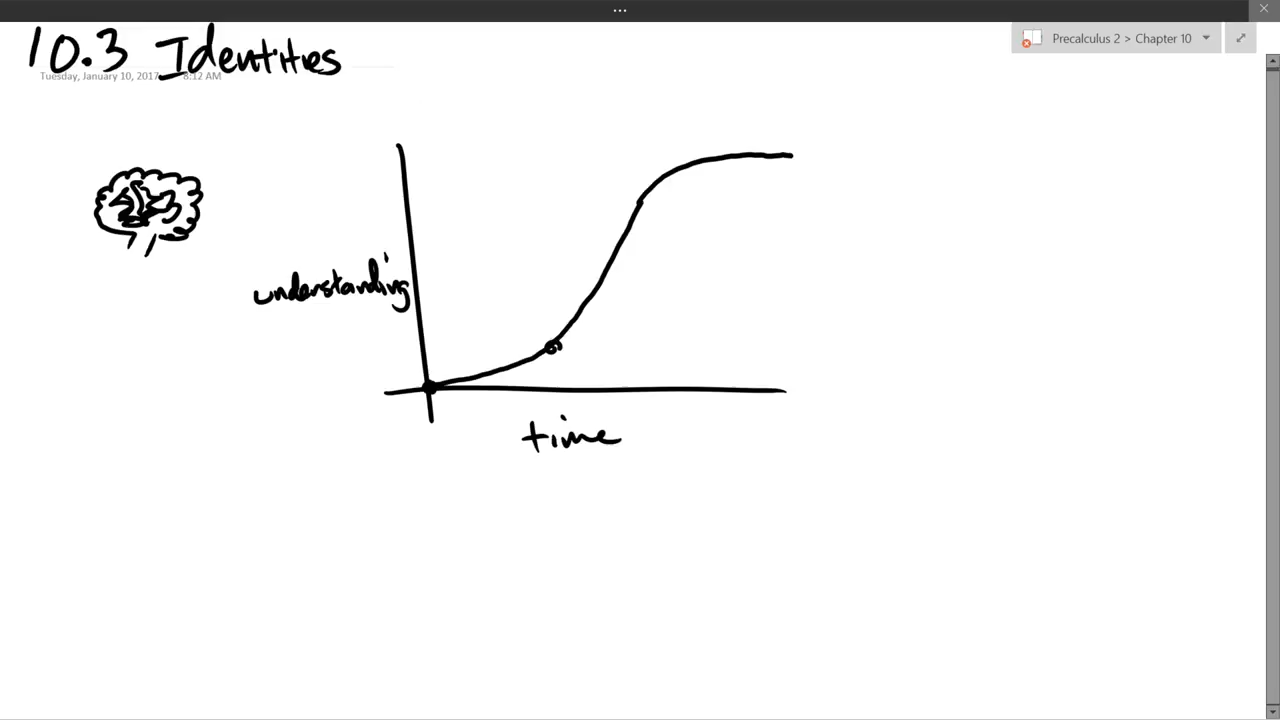 ...
10.3 Identities
Precalculus 2 > Chapter 10
Tuesday, January 10, 2017 8:12 AM
understanding
time